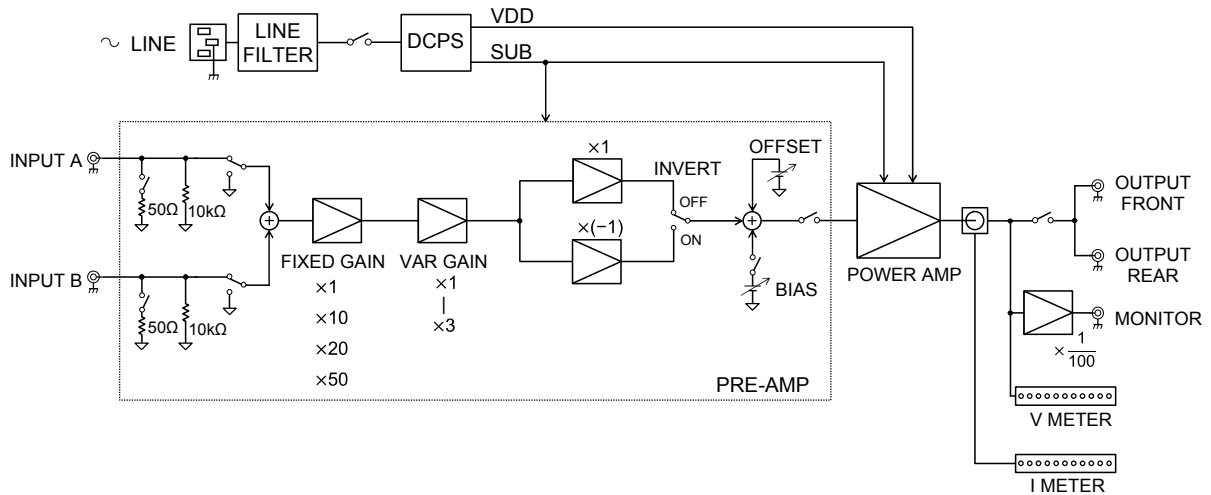 VDD
LINE
LINE
FILTER
DCPS
SUB
INPUT A
50Ω
10kΩ
×1
INVERT
OFFSET
OFF
ON
×(−1)
OUTPUT
FRONT
OUTPUT
REAR
POWER AMP
INPUT B
50Ω
10kΩ
FIXED GAIN
×1
×10
×20
×50
VAR GAIN
×1
|
×3
BIAS
MONITOR
×1/100
PRE-AMP
V METER
I METER